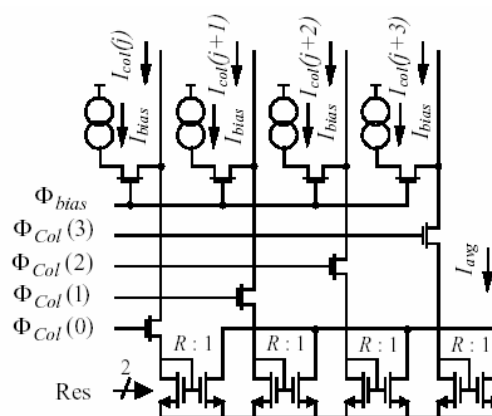 I_col(j)
I_col(j+1)
I_col(j+2)
I_col(j+3)
I_bias
I_bias
I_bias
I_bias
Φ_bias
Φ_Col(3)
Φ_Col(2)
Φ_Col(1)
Φ_Col(0)
I_avg
R : 1
R : 1
R : 1
R : 1
2
Res